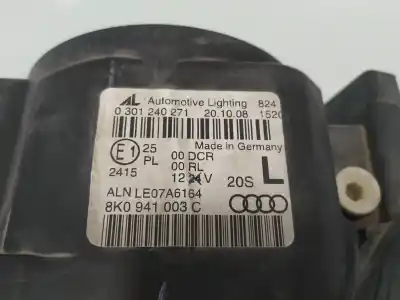 AL Automotive Lighting 824
0 301 240 271 20.10.08 1520
Made in Germany
E1 25 00 DCR
PL 00 RL L
2415 12 V 20S
ALN LE07A6164
8K0 941 003 C